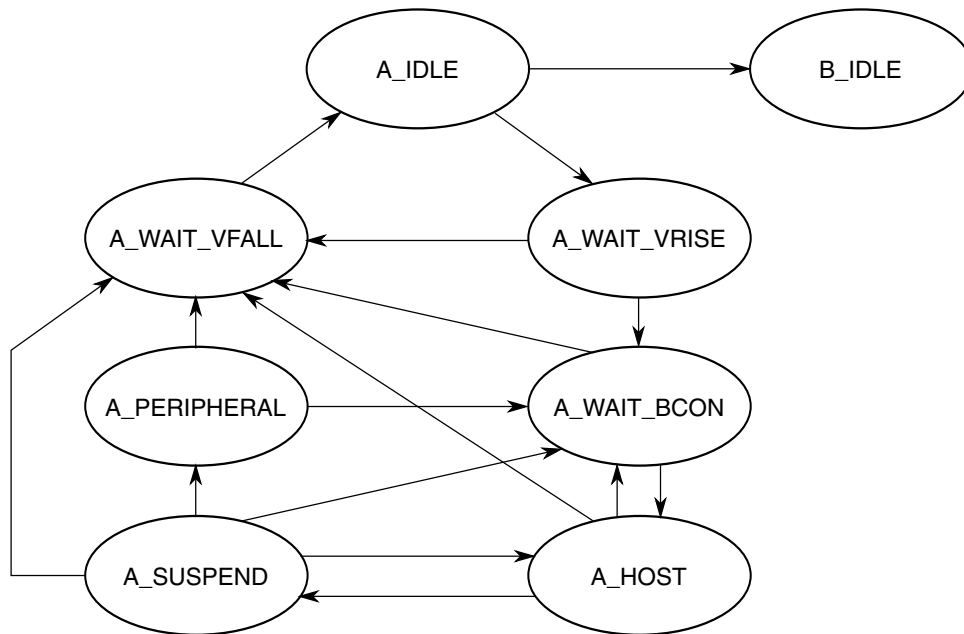 A_IDLE
B_IDLE
A_WAIT_VFALL
A_WAIT_VRISE
A_PERIPHERAL
A_WAIT_BCON
A_SUSPEND
A_HOST